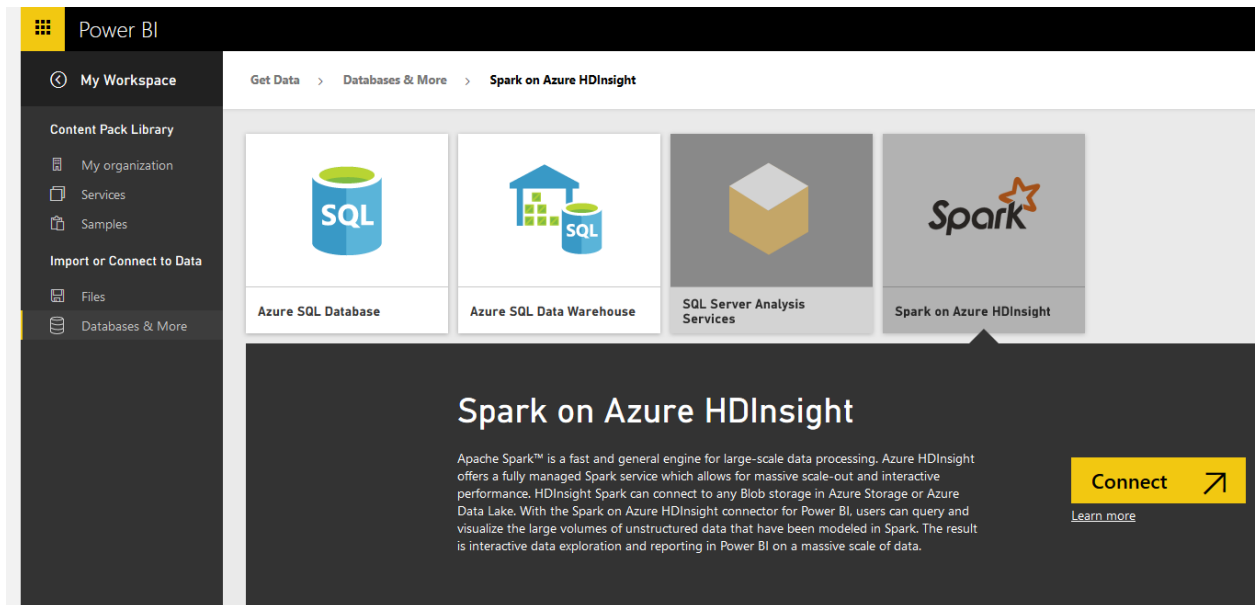 Power BI
My Workspace
Get Data > Databases & More > Spark on Azure HDInsight
Content Pack Library
My organization
Services
Samples
Import or Connect to Data
Files
Databases & More
SQL
SQL
Spark
Azure SQL Database
Azure SQL Data Warehouse
SQL Server Analysis
Services
Spark on Azure HDInsight
Spark on Azure HDInsight
Apache Spark™ is a fast and general engine for large-scale data processing. Azure HDInsight
offers a fully managed Spark service which allows for massive scale-out and interactive
performance. HDInsight Spark can connect to any Blob storage in Azure Storage or Azure
Data Lake. With the Spark on Azure HDInsight connector for Power BI, users can query and
visualize the large volumes of unstructured data that have been modeled in Spark. The result
is interactive data exploration and reporting in Power BI on a massive scale of data.
Connect
Learn more